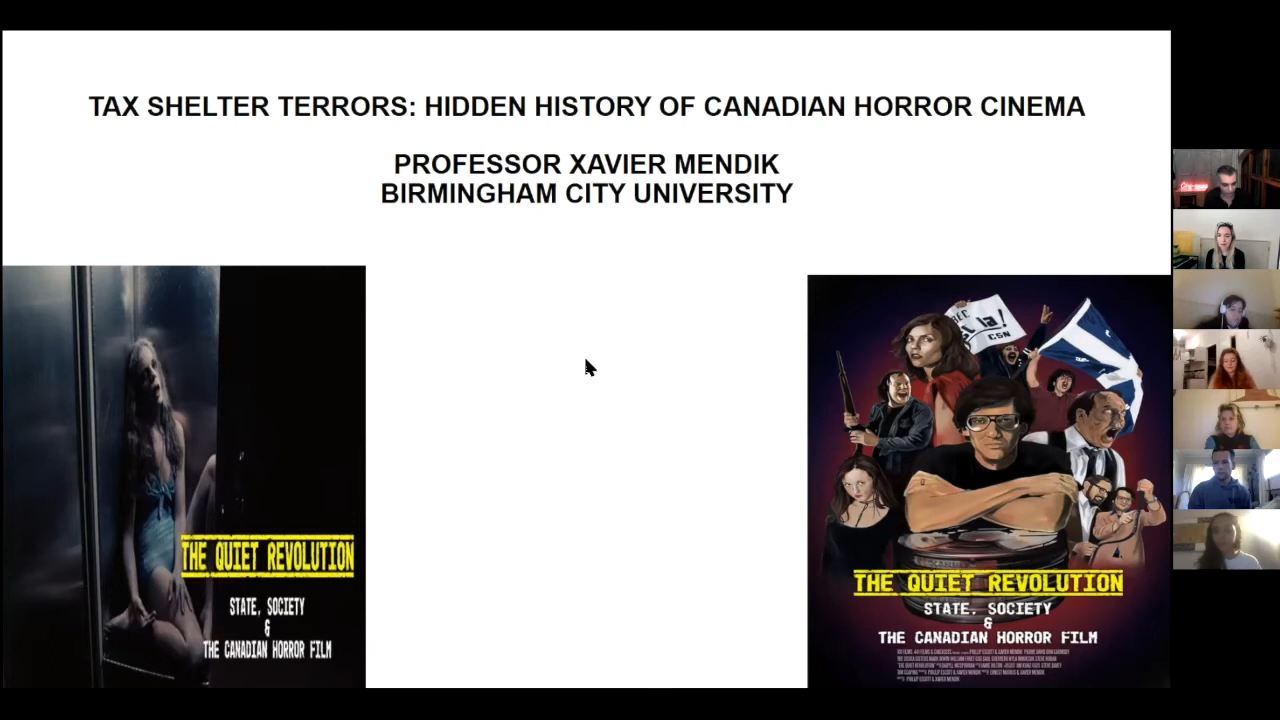 TAX SHELTER TERRORS: HIDDEN HISTORY OF CANADIAN HORROR CINEMA
PROFESSOR XAVIER MENDIK
BIRMINGHAM CITY UNIVERSITY
THE QUIET REVOLUTION
STATE, SOCIETY
&
THE CANADIAN HORROR FILM
là!
CSN
THE QUIET REVOLUTION
STATE, SOCIETY
&
THE CANADIAN HORROR FILM